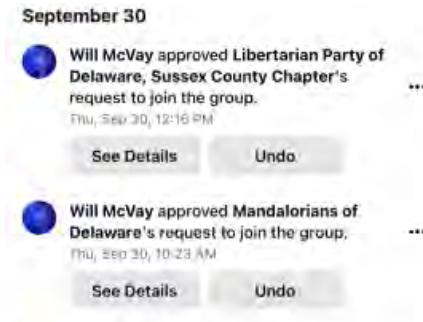 September 30
Will McVay approved Libertarian Party of
Delaware, Sussex County Chapter's
request to join the group.
Thu, Sep 30, 12:16 PM
See Details Undo
Will McVay approved Mandalorians of
Delaware's request to join the group.
Thu, Sep 30, 10:23 AM
See Details Undo